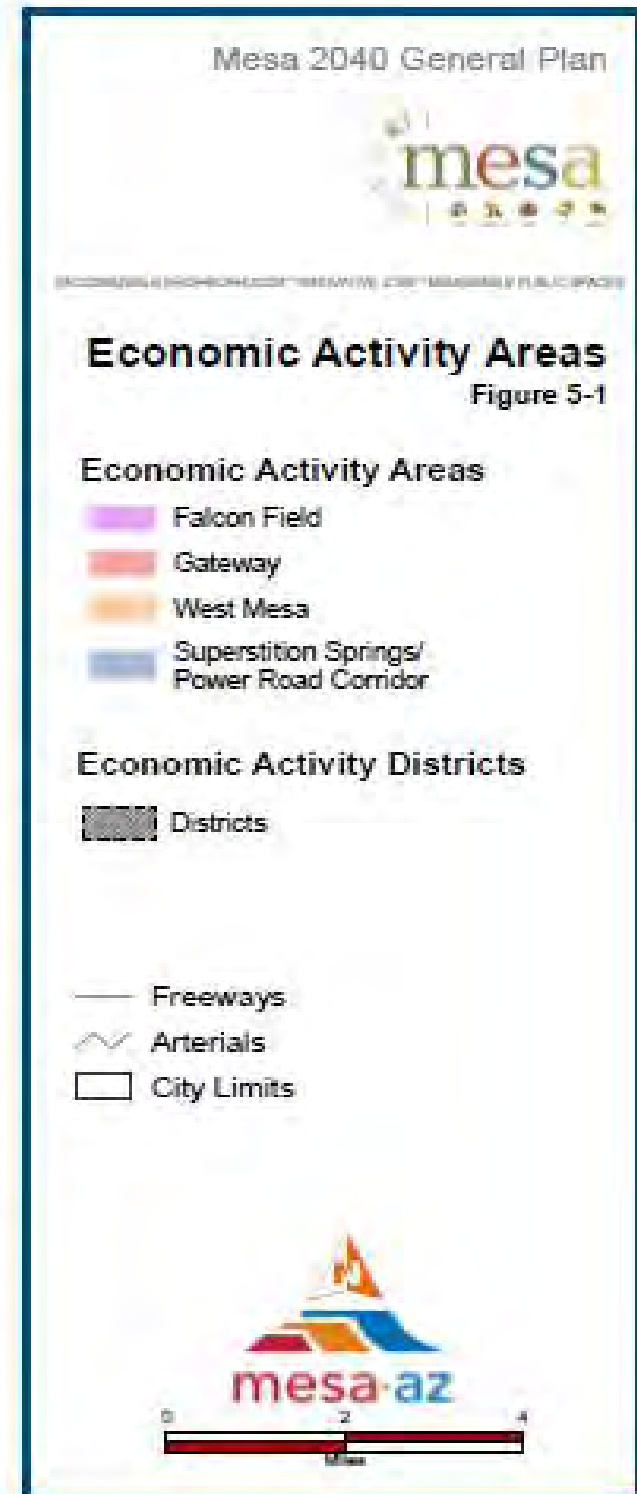 Mesa 2040 General Plan
mesa
Economic Activity Areas
Figure 5-1
Economic Activity Areas
Falcon Field
Gateway
West Mesa
Superstition Springs/
Power Road Corridor
Economic Activity Districts
Districts
Freeways
Arterials
City Limits
mesa·az
0 2 4
Miles